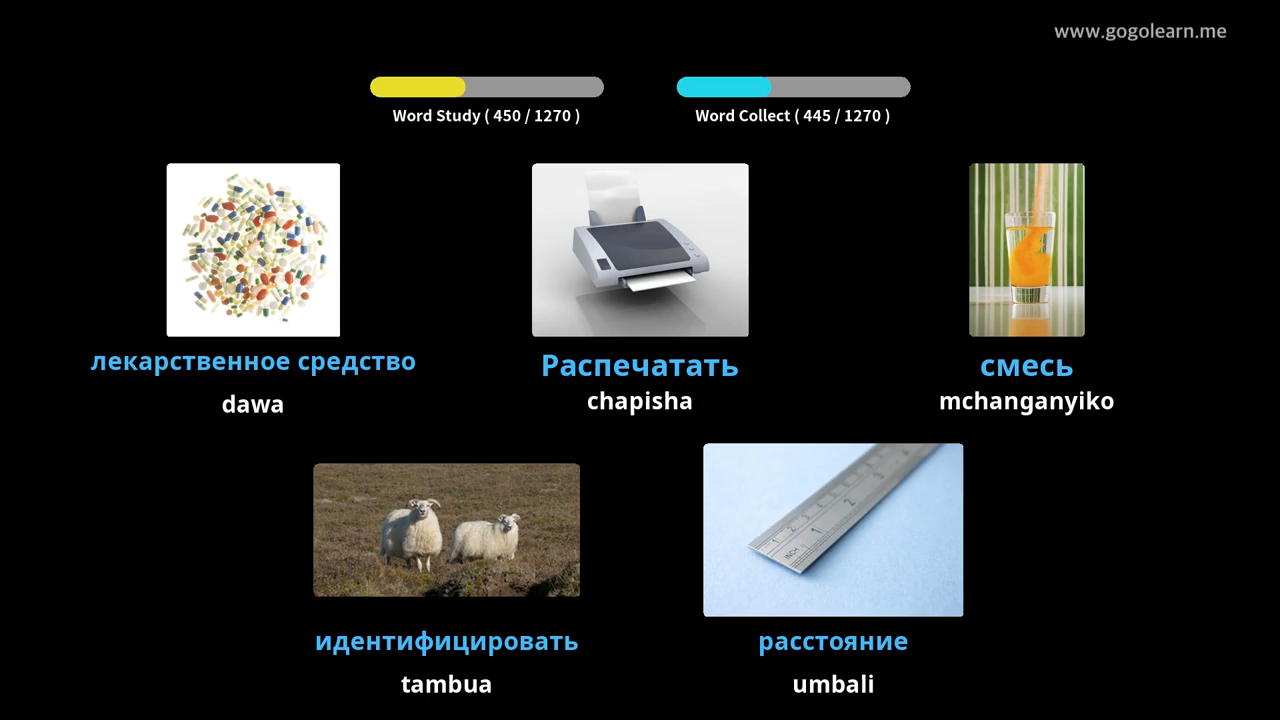 www.gogolearn.me
Word Study ( 450 / 1270 )
Word Collect ( 445 / 1270 )
лекарственное средство
dawa
Распечатать
chapisha
смесь
mchanganyiko
идентифицировать
tambua
расстояние
umbali